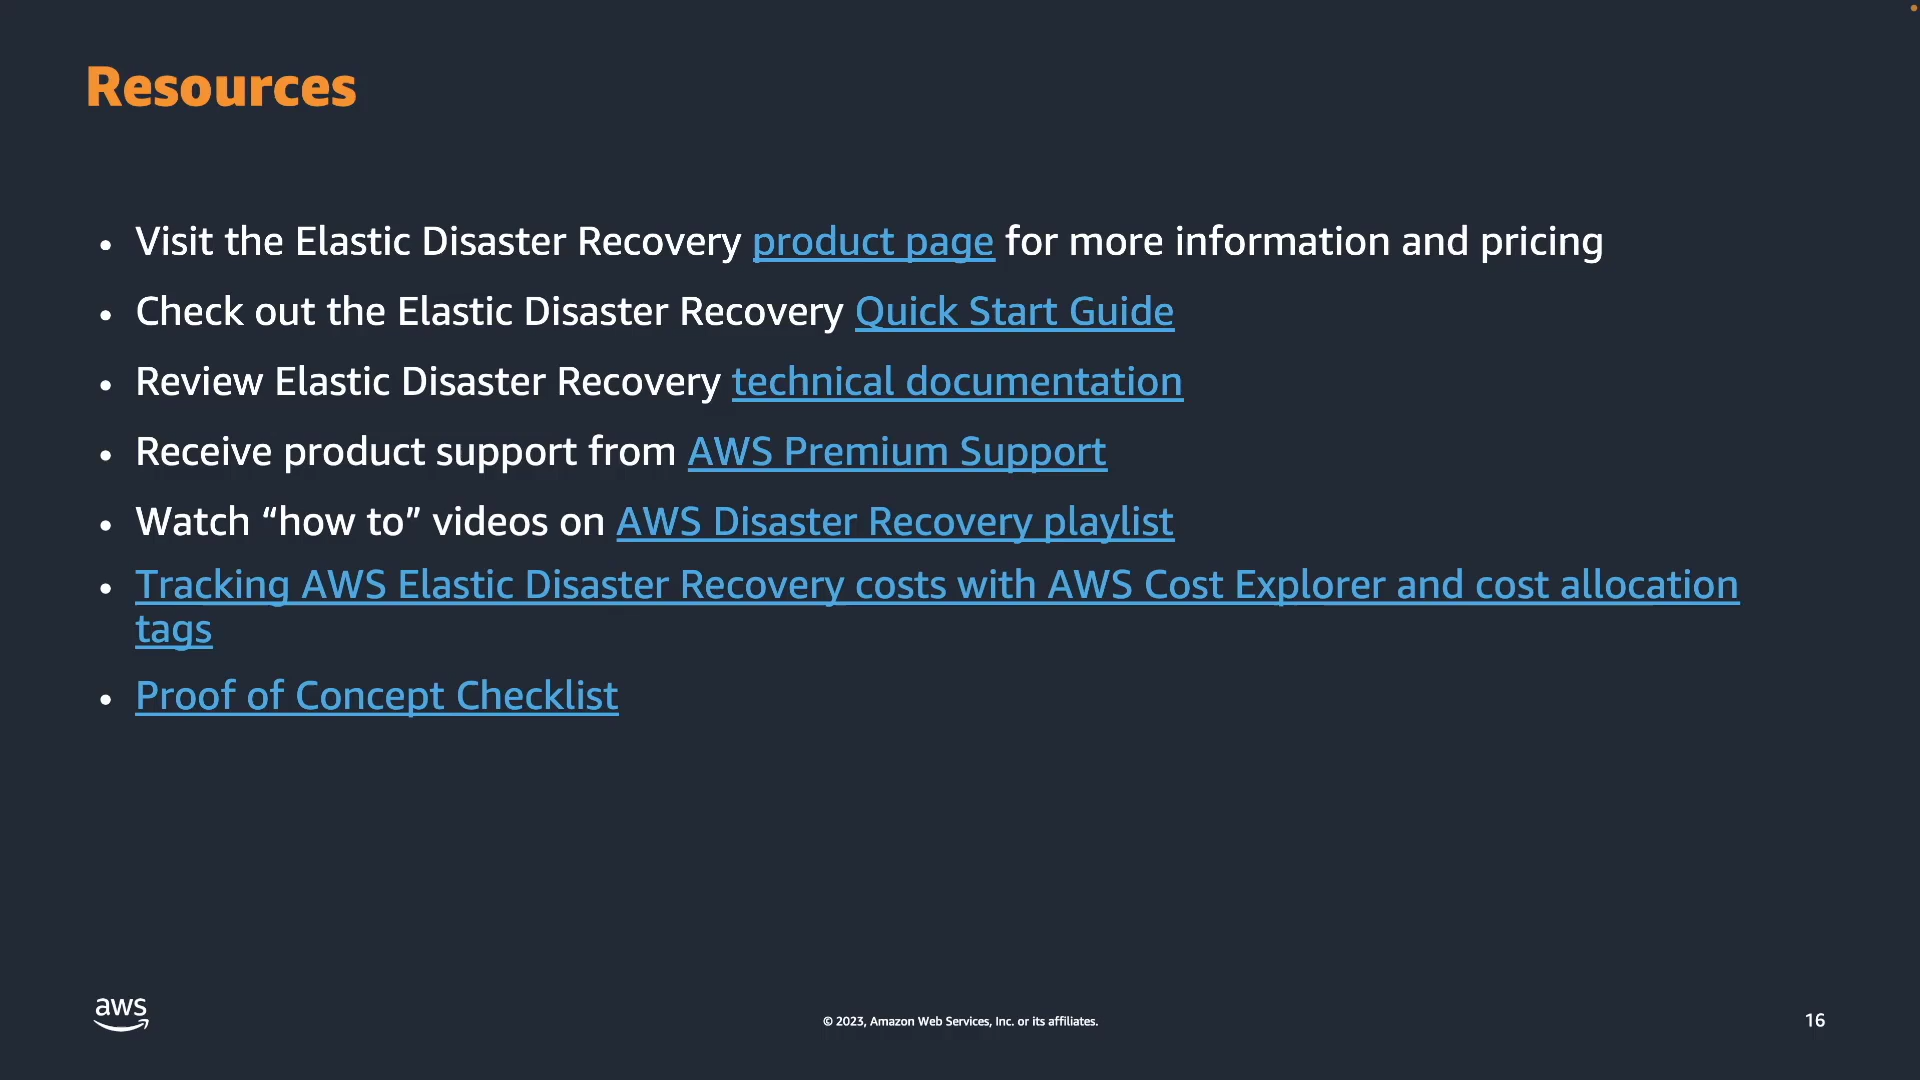 Resources
• Visit the Elastic Disaster Recovery product page for more information and pricing
• Check out the Elastic Disaster Recovery Quick Start Guide
• Review Elastic Disaster Recovery technical documentation
• Receive product support from AWS Premium Support
• Watch “how to” videos on AWS Disaster Recovery playlist
• Tracking AWS Elastic Disaster Recovery costs with AWS Cost Explorer and cost allocation
tags
• Proof of Concept Checklist
aws
© 2023, Amazon Web Services, Inc. or its affiliates.
16